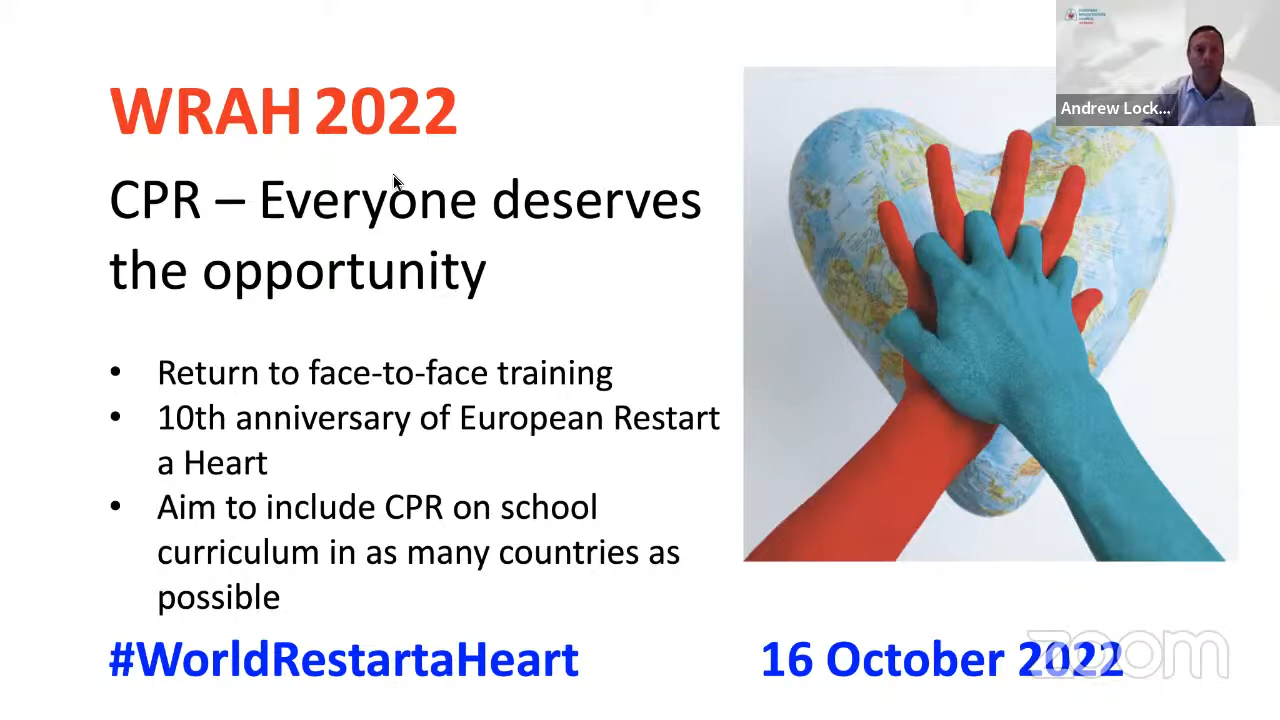 WRAH 2022
CPR – Everyone deserves
the opportunity
• Return to face-to-face training
• 10th anniversary of European Restart
a Heart
• Aim to include CPR on school
curriculum in as many countries as
possible
#WorldRestartaHeart
16 October 2022
zoom
Andrew Lock...